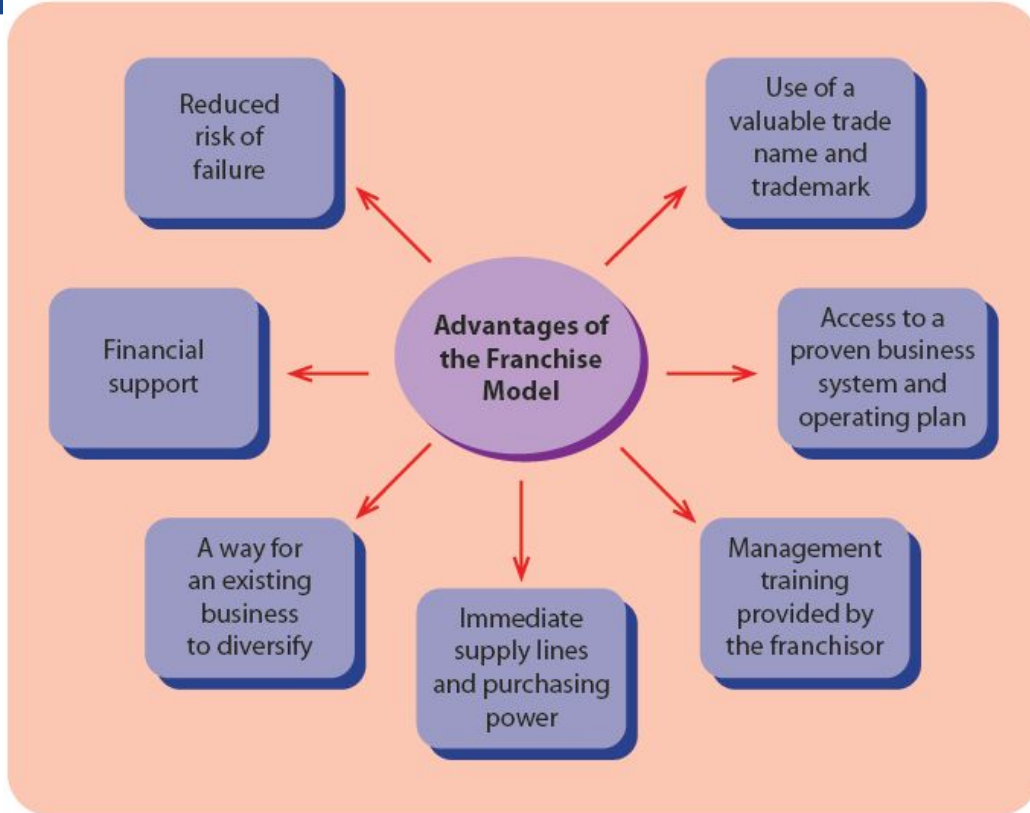 Reduced
risk of
failure
Use of a
valuable trade
name and
trademark
Advantages of
the Franchise
Model
Financial
support
Access to a
proven business
system and
operating plan
A way for
an existing
business
to diversify
Immediate
supply lines
and purchasing
power
Management
training
provided by
the franchisor